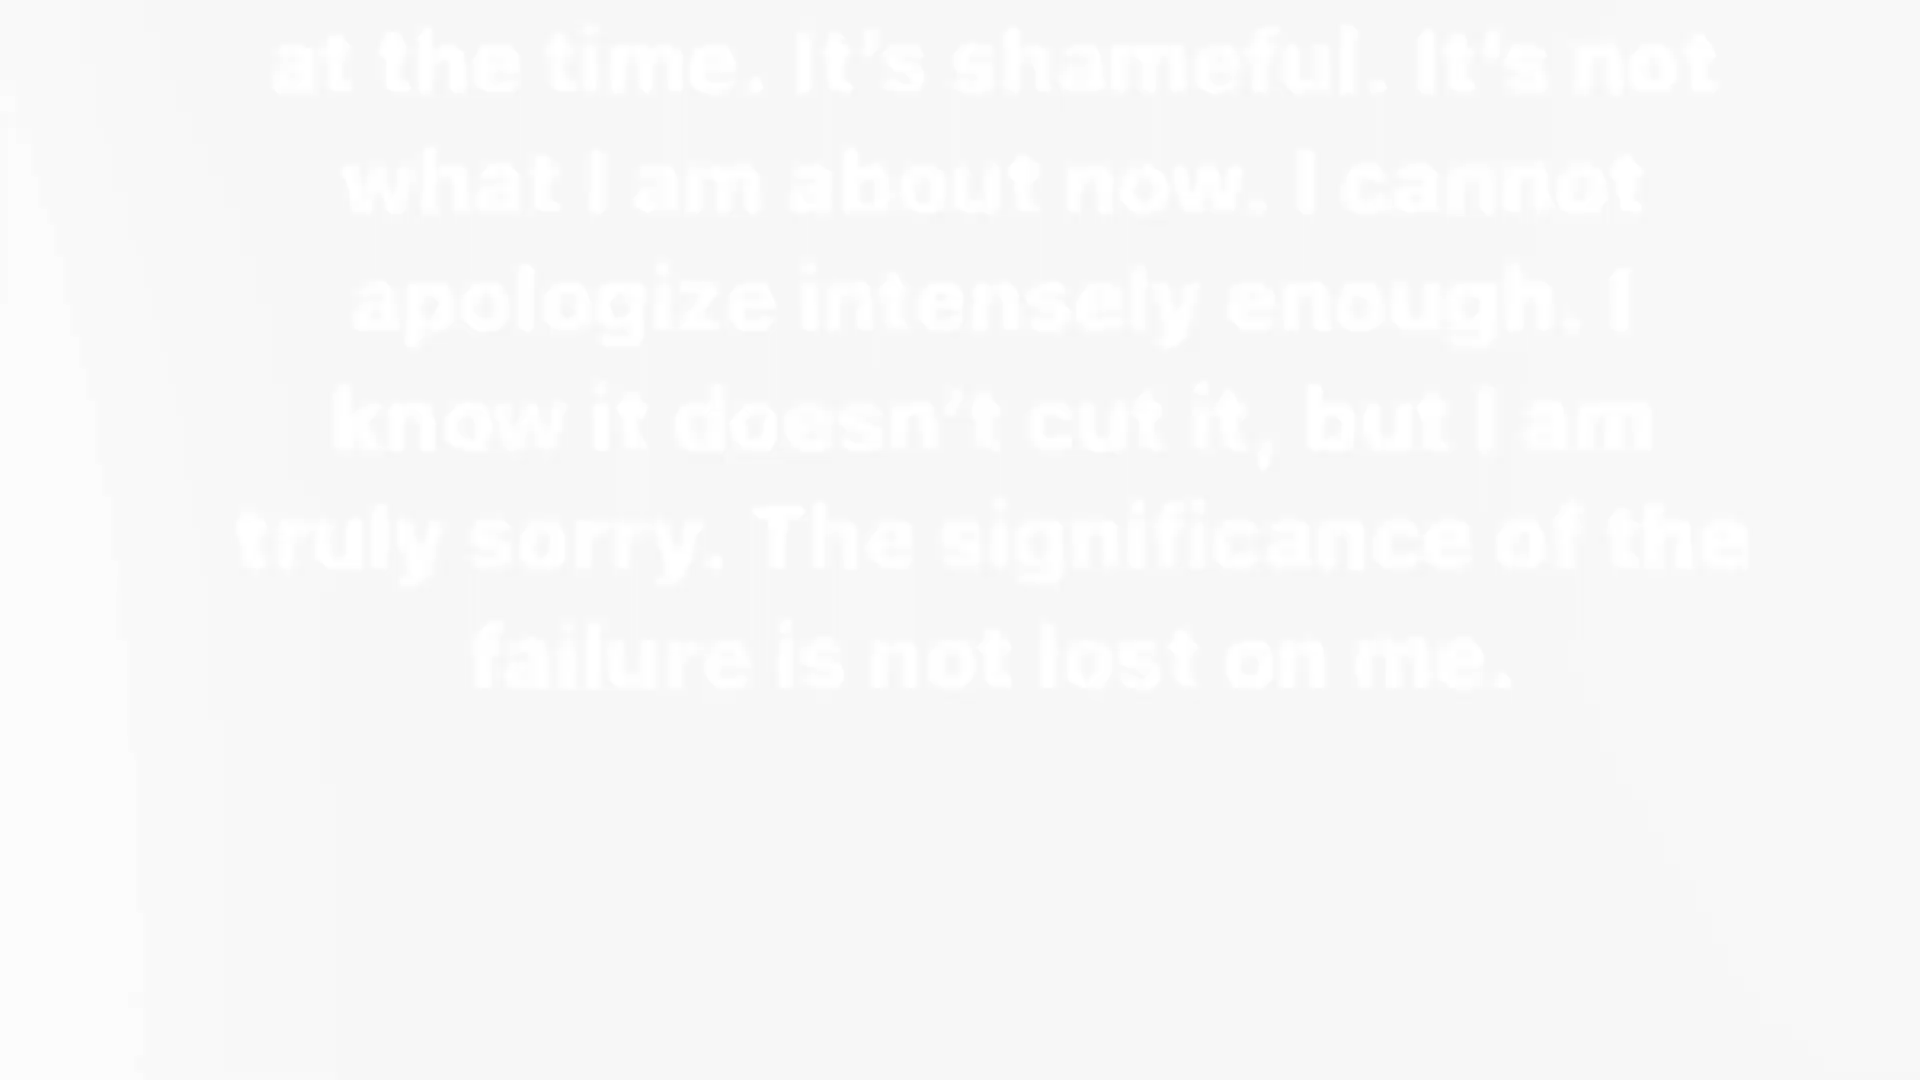 at the time. It's shameful. It's not
what I am about now. I cannot
apologize intensely enough. I
know it doesn't cut it, but I am
truly sorry. The significance of the
failure is not lost on me.